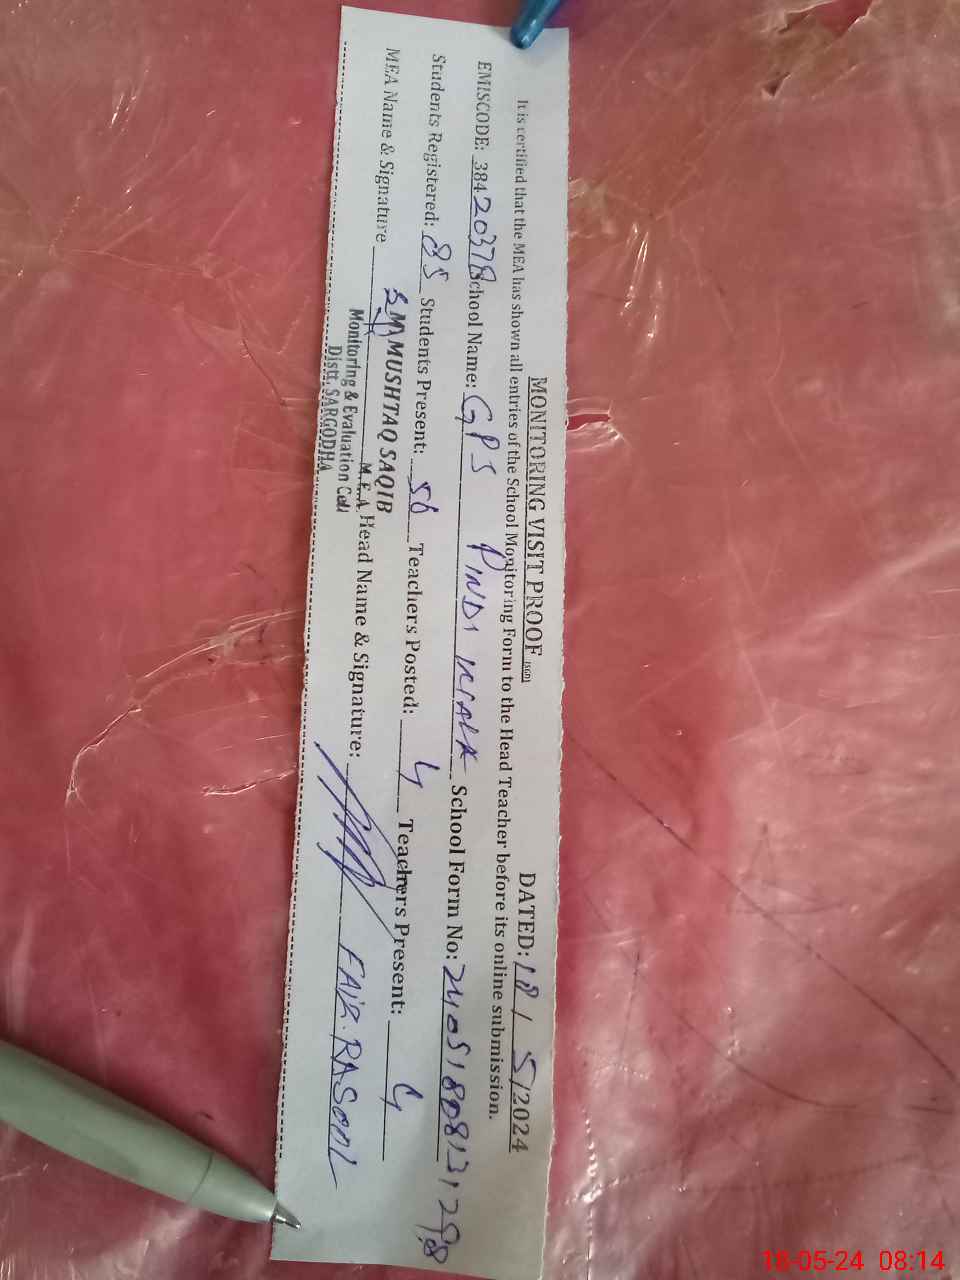 MONITORING VISIT PROOF (SGD) DATED: 18 / 5/2024
It is certified that the MEA has shown all entries of the School Monitoring Form to the Head Teacher before its online submission.
EMISCODE: 38420378 School Name: GPS PINDI School Form No:
Students Registered: 85 Students Present: 56 Teachers Posted: 4 Teachers Present: 4
MEA Name & Signature MUSHTAQ SAQIB Head Name & Signature: FAIZ RASOOL
M.E.A
Monitoring & Evaluation Cell
Distt. SARGODHA
18-05-24 08:14